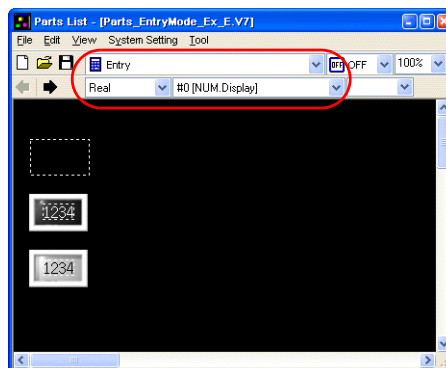 Parts List - [Parts_EntryMode_Ex_E.V7]
File Edit View System Setting Tool
Entry OFF OFF 100%
Real #0 [NUM.Display]
1234
1234